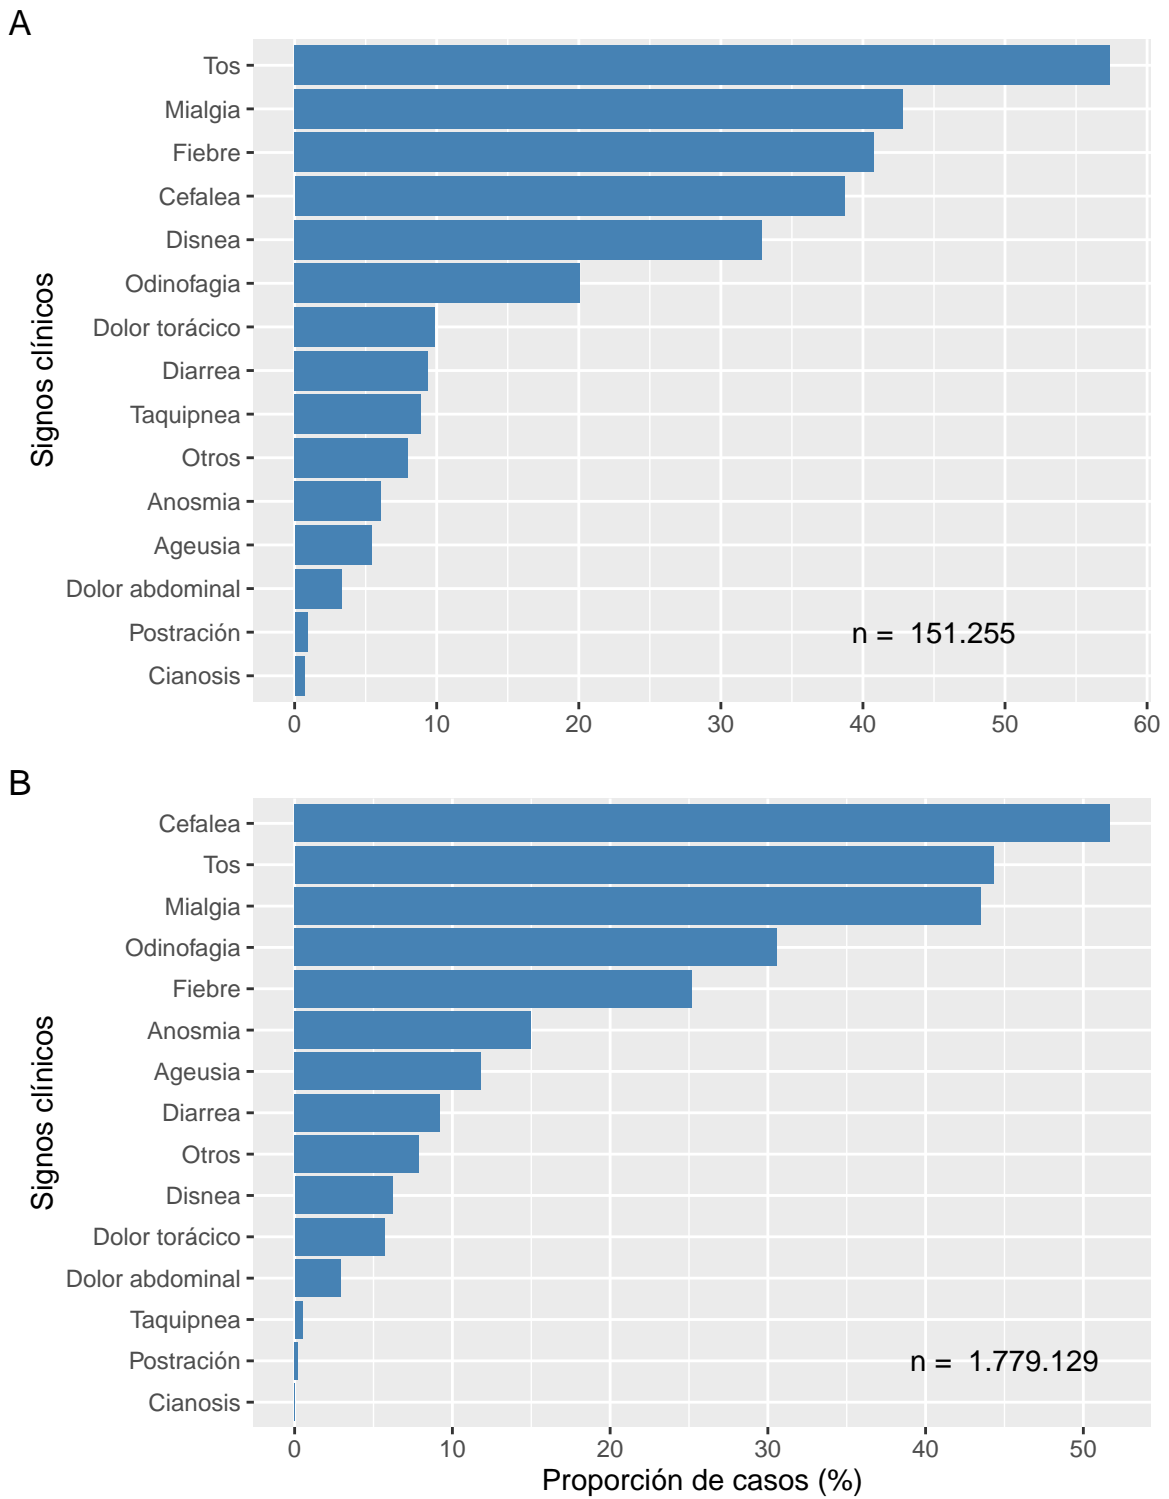 A
Signos clínicos
Tos
Mialgia
Fiebre
Cefalea
Disnea
Odinofagia
Dolor torácico
Diarrea
Taquipnea
Otros
Anosmia
Ageusia
Dolor abdominal
Postración
Cianosis
n =  151.255
0 10 20 30 40 50 60
B
Signos clínicos
Cefalea
Tos
Mialgia
Odinofagia
Fiebre
Anosmia
Ageusia
Diarrea
Otros
Disnea
Dolor torácico
Dolor abdominal
Taquipnea
Postración
Cianosis
n =  1.779.129
0 10 20 30 40 50
Proporción de casos (%)